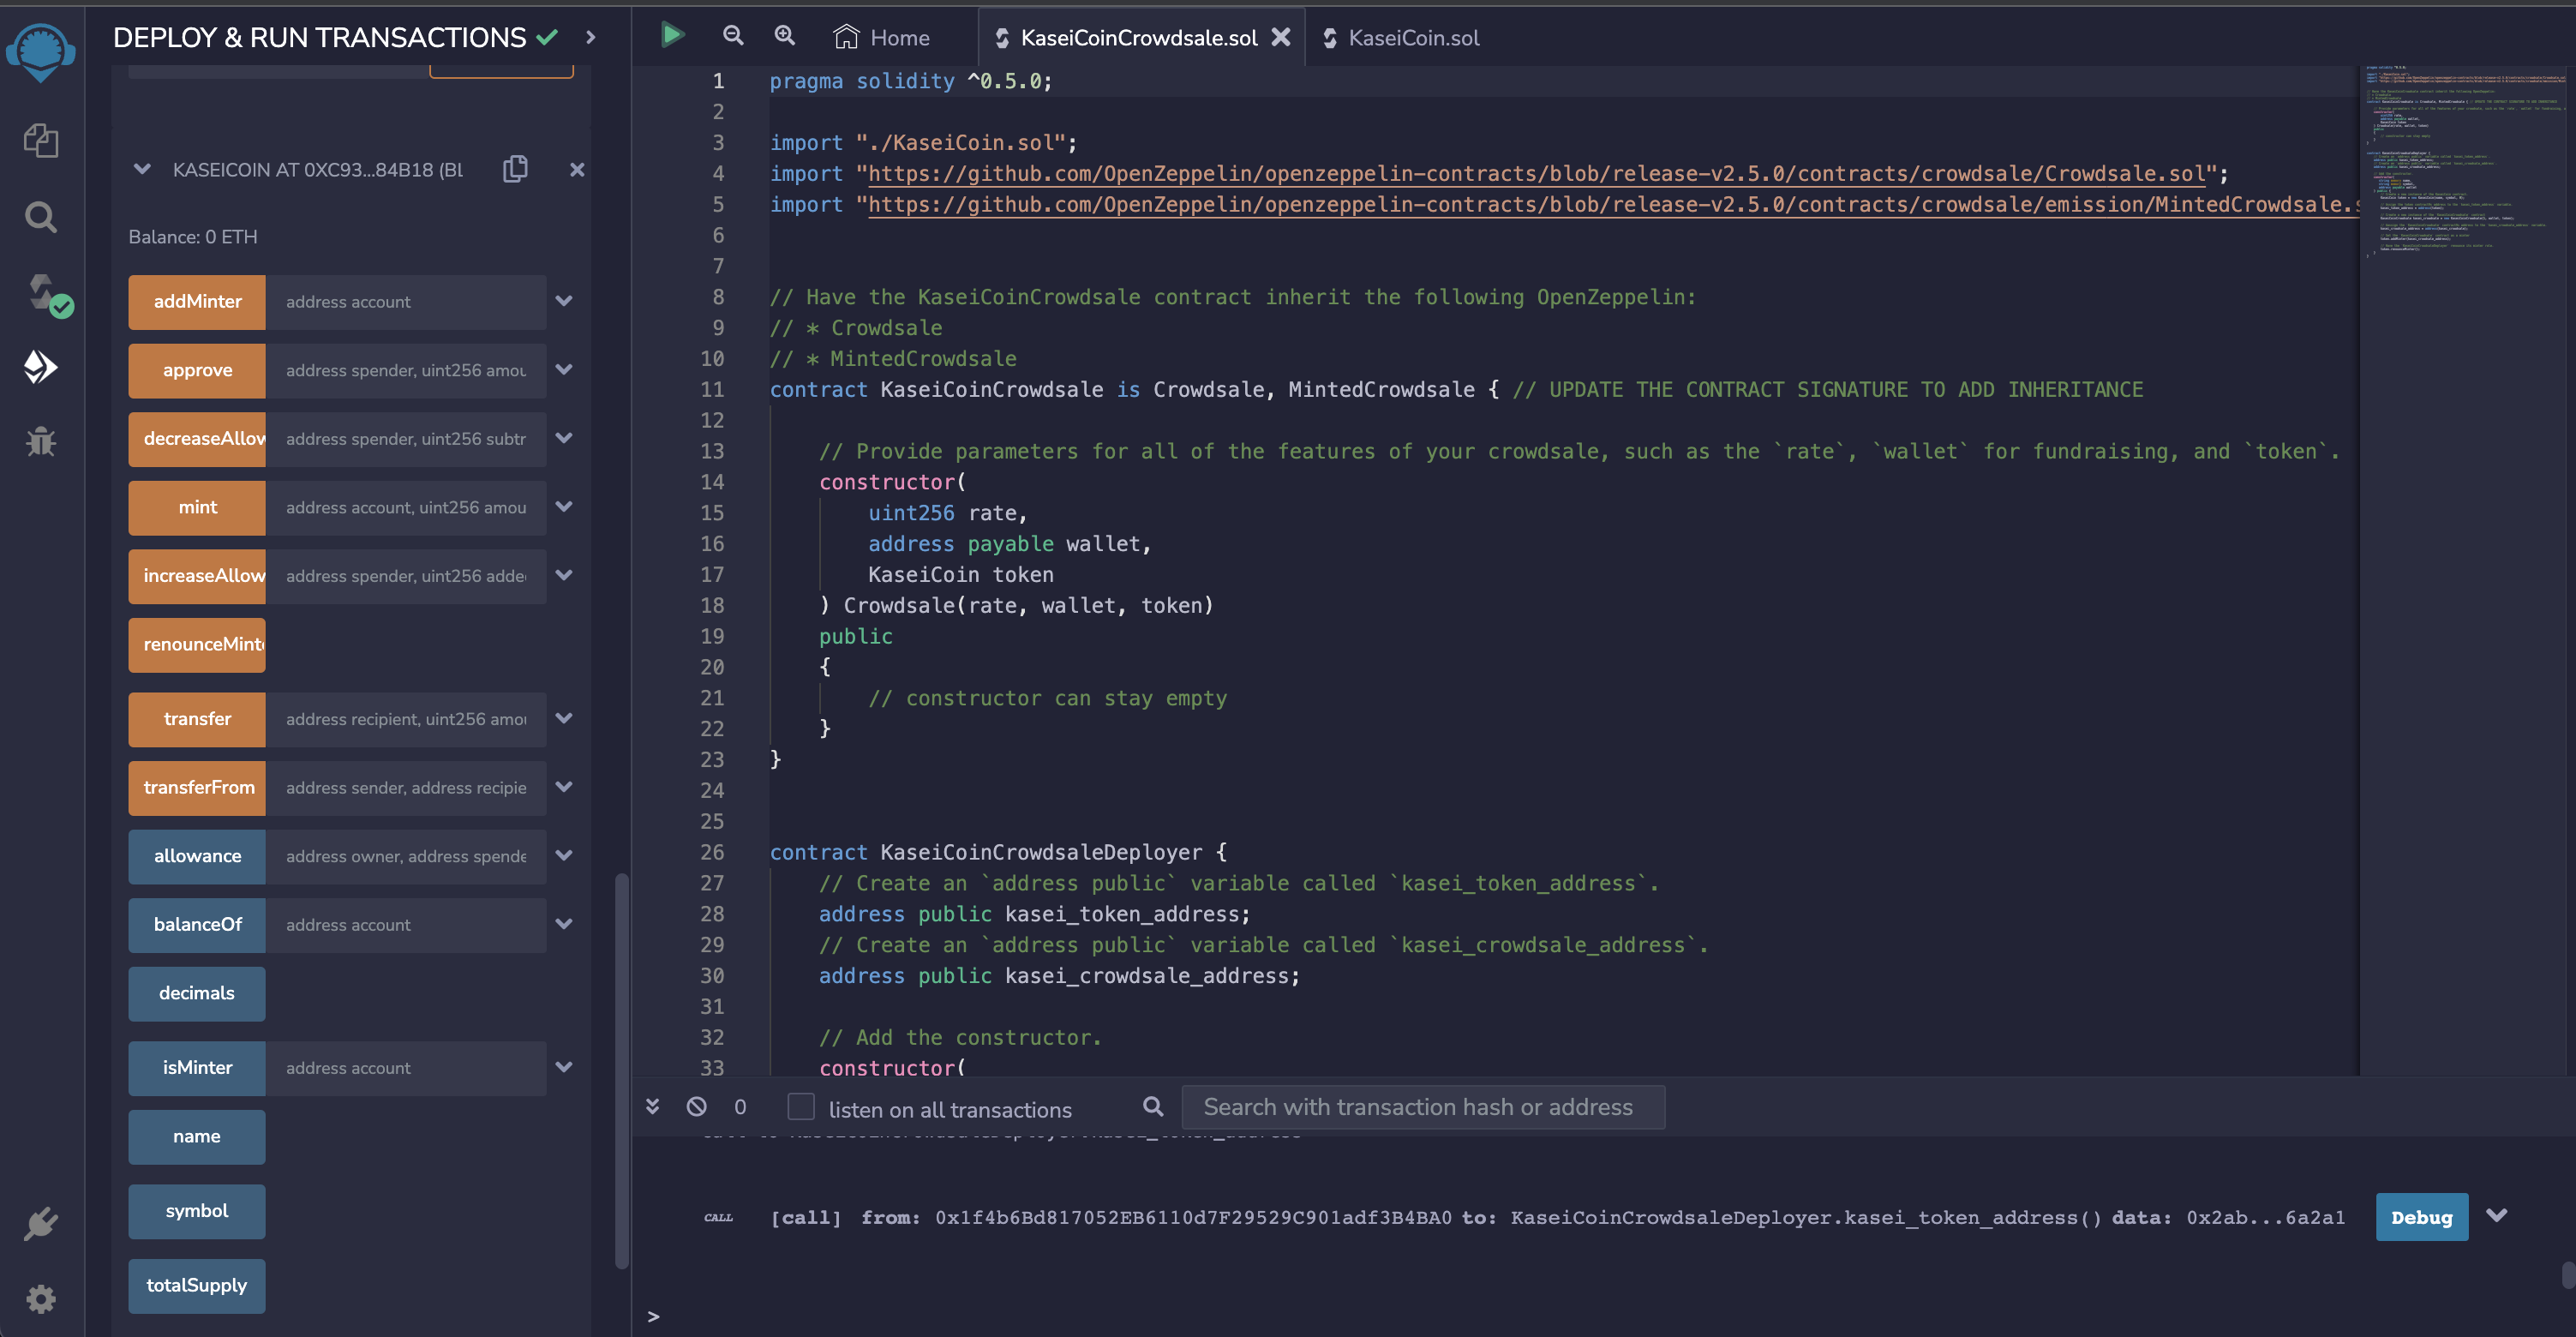 DEPLOY & RUN TRANSACTIONS
KASEICOIN AT 0XC93...84B18 (BL
Balance: 0 ETH
addMinter address account
approve address spender, uint256 amou
decreaseAllow address spender, uint256 subtr
mint address account, uint256 amou
increaseAllow address spender, uint256 adde
renounceMint
transfer address recipient, uint256 amou
transferFrom address sender, address recipie
allowance address owner, address spende
balanceOf address account
decimals
isMinter address account
name
symbol
totalSupply
Home
KaseiCoinCrowdsale.sol
KaseiCoin.sol
1 pragma solidity ^0.5.0;
2
3 import "./KaseiCoin.sol";
4 import "https://github.com/OpenZeppelin/openzeppelin-contracts/blob/release-v2.5.0/contracts/crowdsale/Crowdsale.sol";
5 import "https://github.com/OpenZeppelin/openzeppelin-contracts/blob/release-v2.5.0/contracts/crowdsale/emission/MintedCrowdsale.s
6
7
8 // Have the KaseiCoinCrowdsale contract inherit the following OpenZeppelin:
9 // * Crowdsale
10 // * MintedCrowdsale
11 contract KaseiCoinCrowdsale is Crowdsale, MintedCrowdsale { // UPDATE THE CONTRACT SIGNATURE TO ADD INHERITANCE
12
13 // Provide parameters for all of the features of your crowdsale, such as the `rate`, `wallet` for fundraising, and `token`.
14 constructor(
15 uint256 rate,
16 address payable wallet,
17 KaseiCoin token
18 ) Crowdsale(rate, wallet, token)
19 public
20 {
21 // constructor can stay empty
22 }
23 }
24
25
26 contract KaseiCoinCrowdsaleDeployer {
27 // Create an `address public` variable called `kasei_token_address`.
28 address public kasei_token_address;
29 // Create an `address public` variable called `kasei_crowdsale_address`.
30 address public kasei_crowdsale_address;
31
32 // Add the constructor.
33 constructor(
0 listen on all transactions Search with transaction hash or address
CALL [call] from: 0x1f4b6Bd817052EB6110d7F29529C901adf3B4BA0 to: KaseiCoinCrowdsaleDeployer.kasei_token_address() data: 0x2ab...6a2a1 Debug
>